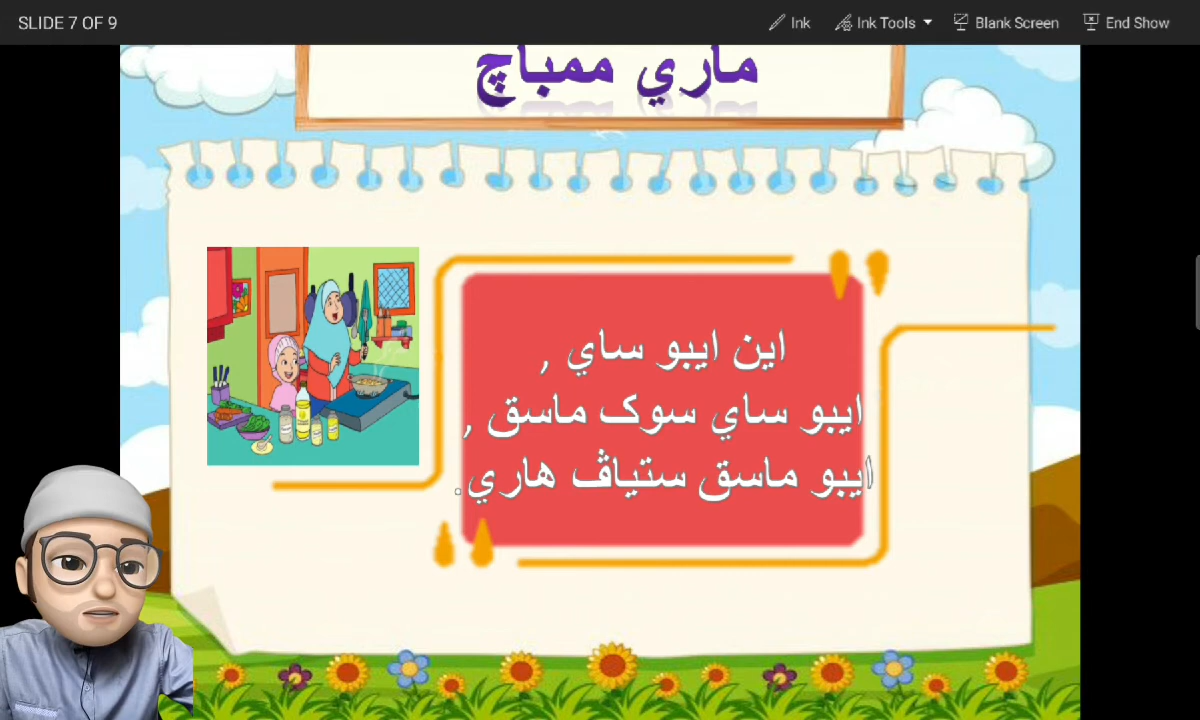 SLIDE 7 OF 9
Ink
Ink Tools
Blank Screen
End Show
ماري ممباچ
اين ايبو ساي ,
ايبو ساي سوک ماسق ,
ايبو ماسق ستياڤ هاري.